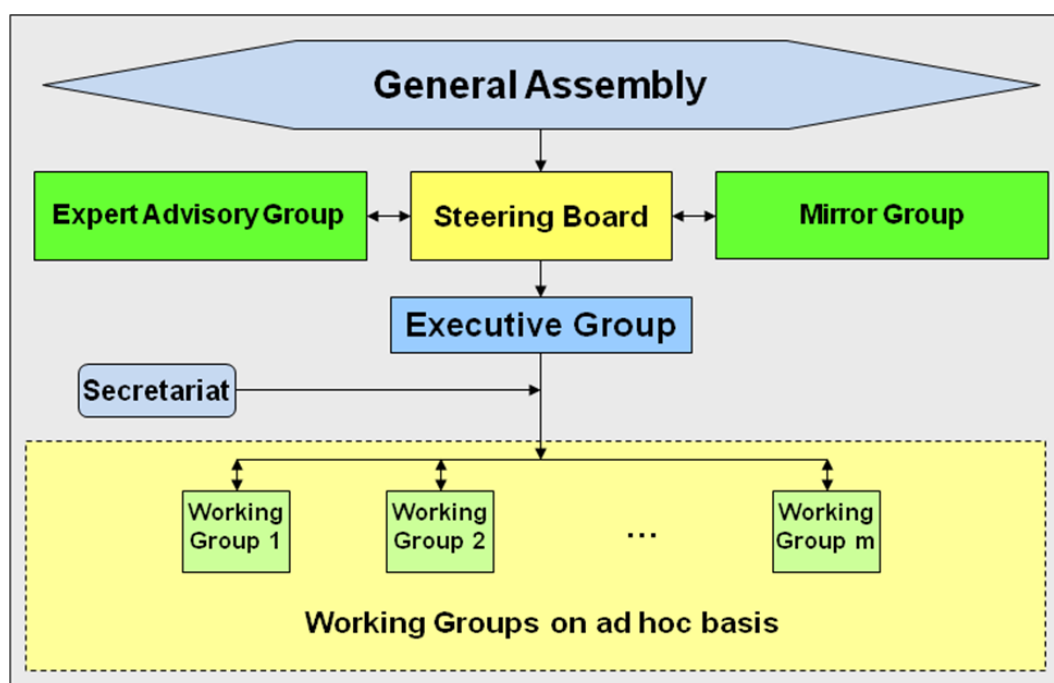 General Assembly
Expert Advisory Group
Steering Board
Mirror Group
Executive Group
Secretariat
Working
Group 1
Working
Group 2
...
Working
Group m
Working Groups on ad hoc basis